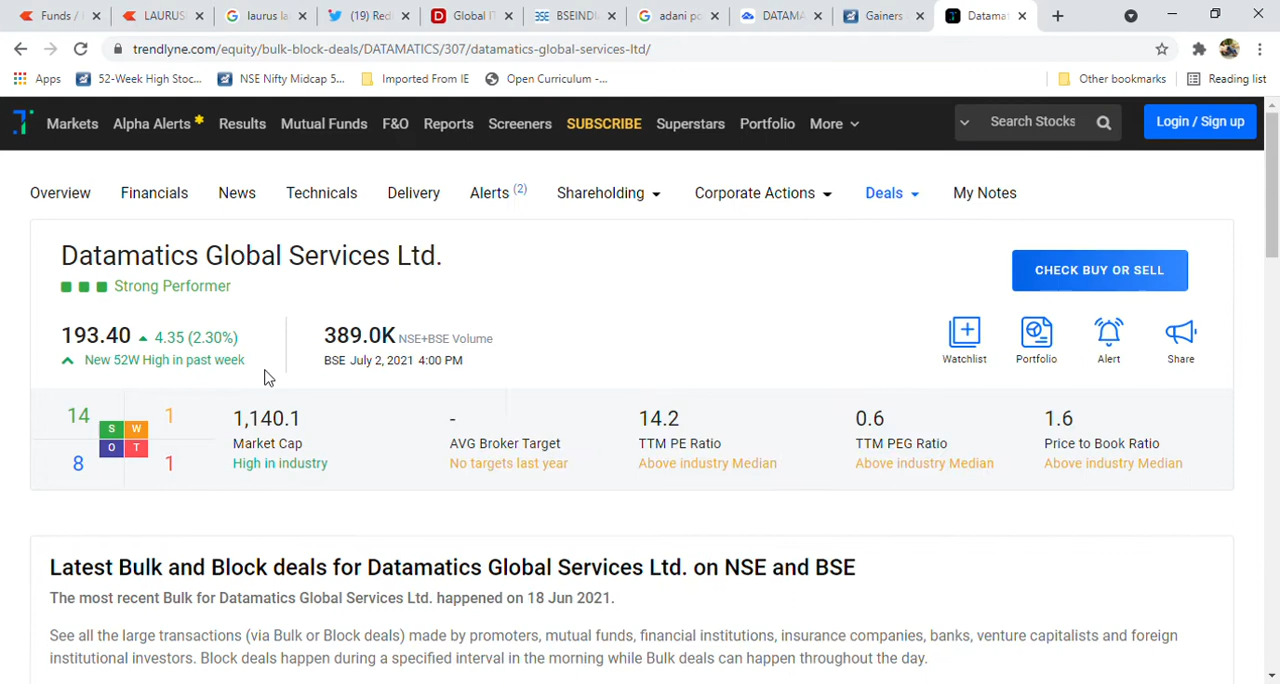 Funds /
LAURUS
laurus la
(19) Red
Global IT
BSEINDI
adani po
DATAMA
Gainers
Datamat
trendlyne.com/equity/bulk-block-deals/DATAMATICS/307/datamatics-global-services-ltd/
Apps
52-Week High Stoc...
NSE Nifty Midcap 5...
Imported From IE
Open Curriculum -...
Other bookmarks
Reading list
Markets
Alpha Alerts
Results
Mutual Funds
F&O
Reports
Screeners
SUBSCRIBE
Superstars
Portfolio
More
Search Stocks
Login / Sign up
Overview
Financials
News
Technicals
Delivery
Alerts (2)
Shareholding
Corporate Actions
Deals
My Notes
Datamatics Global Services Ltd.
Strong Performer
CHECK BUY OR SELL
193.40 4.35 (2.30%)
New 52W High in past week
389.0K NSE+BSE Volume
BSE July 2, 2021 4:00 PM
Watchlist
Portfolio
Alert
Share
14
1
S W
O T
8
1
1,140.1
Market Cap
High in industry
-
AVG Broker Target
No targets last year
14.2
TTM PE Ratio
Above industry Median
0.6
TTM PEG Ratio
Above industry Median
1.6
Price to Book Ratio
Above industry Median
Latest Bulk and Block deals for Datamatics Global Services Ltd. on NSE and BSE
The most recent Bulk for Datamatics Global Services Ltd. happened on 18 Jun 2021.
See all the large transactions (via Bulk or Block deals) made by promoters, mutual funds, financial institutions, insurance companies, banks, venture capitalists and foreign
institutional investors. Block deals happen during a specified interval in the morning while Bulk deals can happen throughout the day.